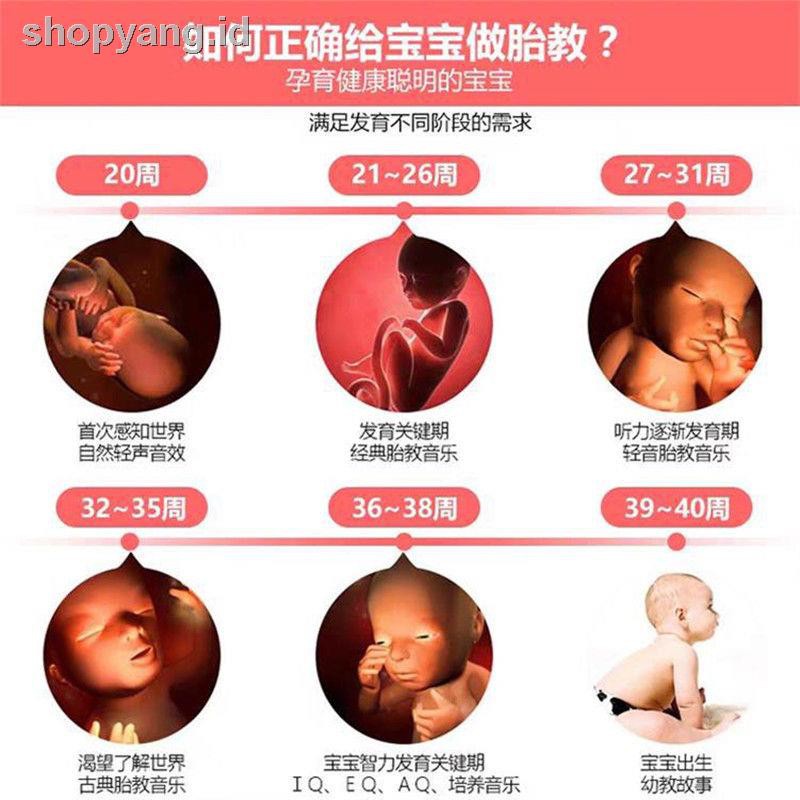 shopyang.id
如何正确给宝宝做胎教？
孕育健康聪明的宝宝
满足发育不同阶段的需求
20周
21~26周
27~31周
首次感知世界
自然轻声音效
发育关键期
经典胎教音乐
听力逐渐发育期
轻音胎教音乐
32~35周
36~38周
39~40周
渴望了解世界
古典胎教音乐
宝宝智力发育关键期
IQ、EQ、AQ、培养音乐
宝宝出生
幼教故事